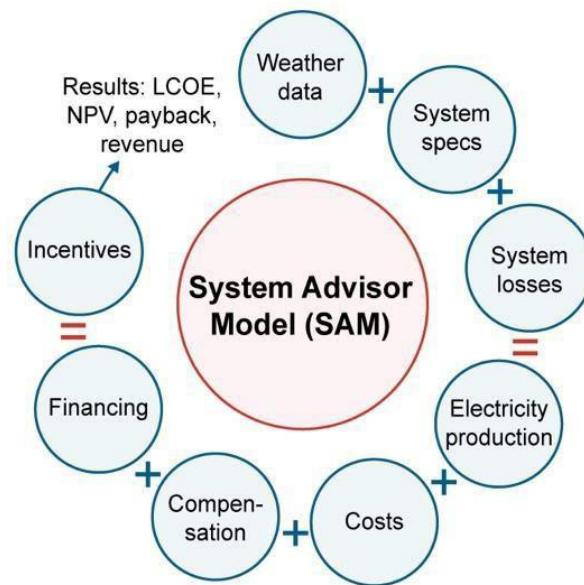 Weather
data
+
System
specs
+
System
losses
=
Electricity
production
+
Costs
+
Compen-
sation
+
Financing
=
Incentives
Results: LCOE,
NPV, payback,
revenue
System Advisor
Model (SAM)